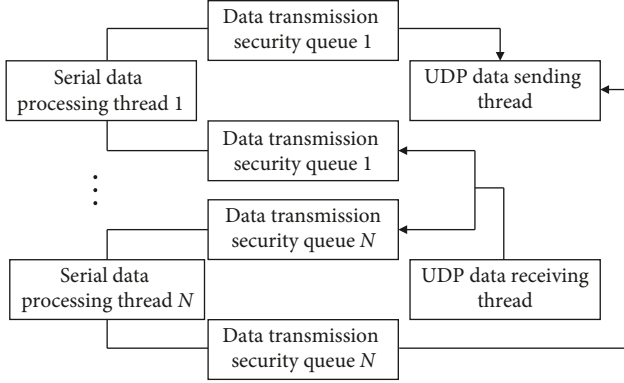 Data transmission
security queue 1
Serial data
processing thread 1
UDP data sending
thread
Data transmission
security queue 1
Data transmission
security queue N
Serial data
processing thread N
UDP data receiving
thread
Data transmission
security queue N